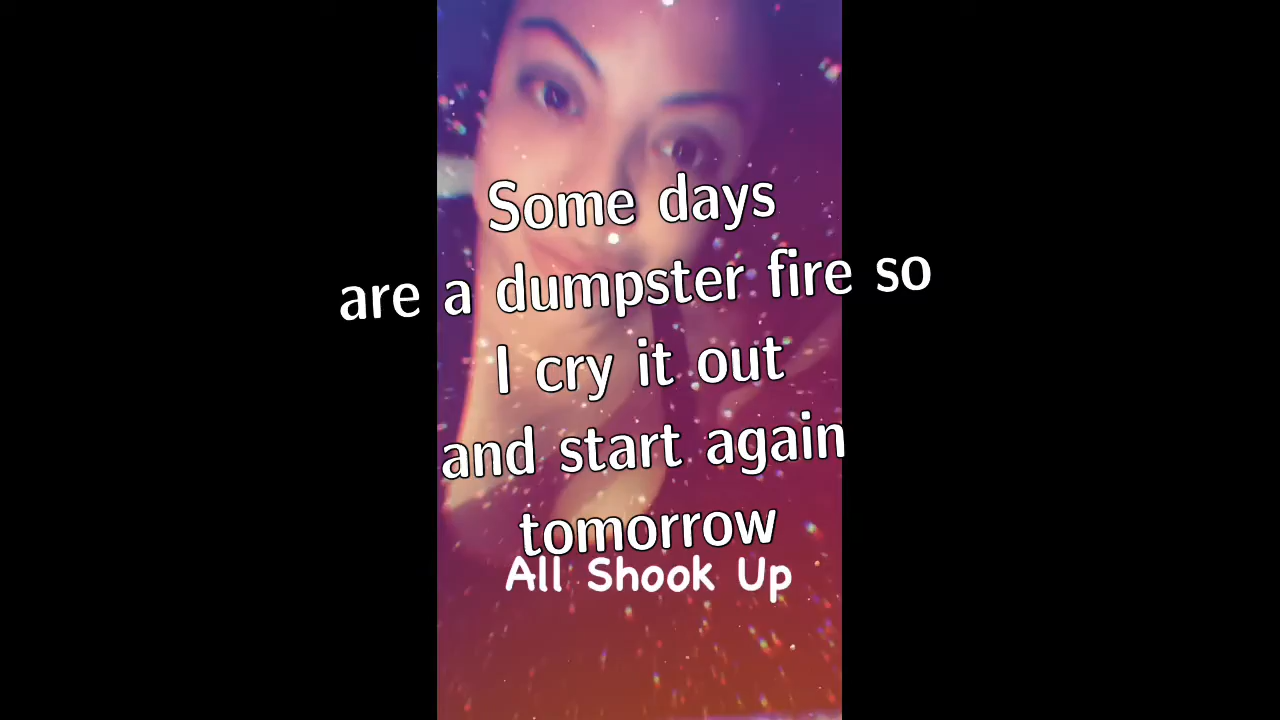 Some days
are a dumpster fire so
I cry it out
and start again
tomorrow
All Shook Up